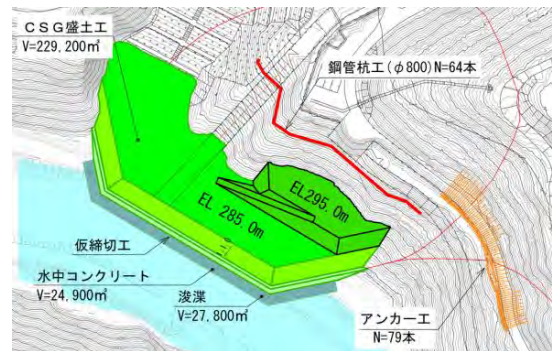 CSG盛土工
V=229,200㎥
鋼管杭工(φ800)N=64本
EL295.0m
EL 285.0m
仮締切工
水中コンクリート
V=24,900㎥
浚渫
V=27,800㎥
アンカー工
N=79本